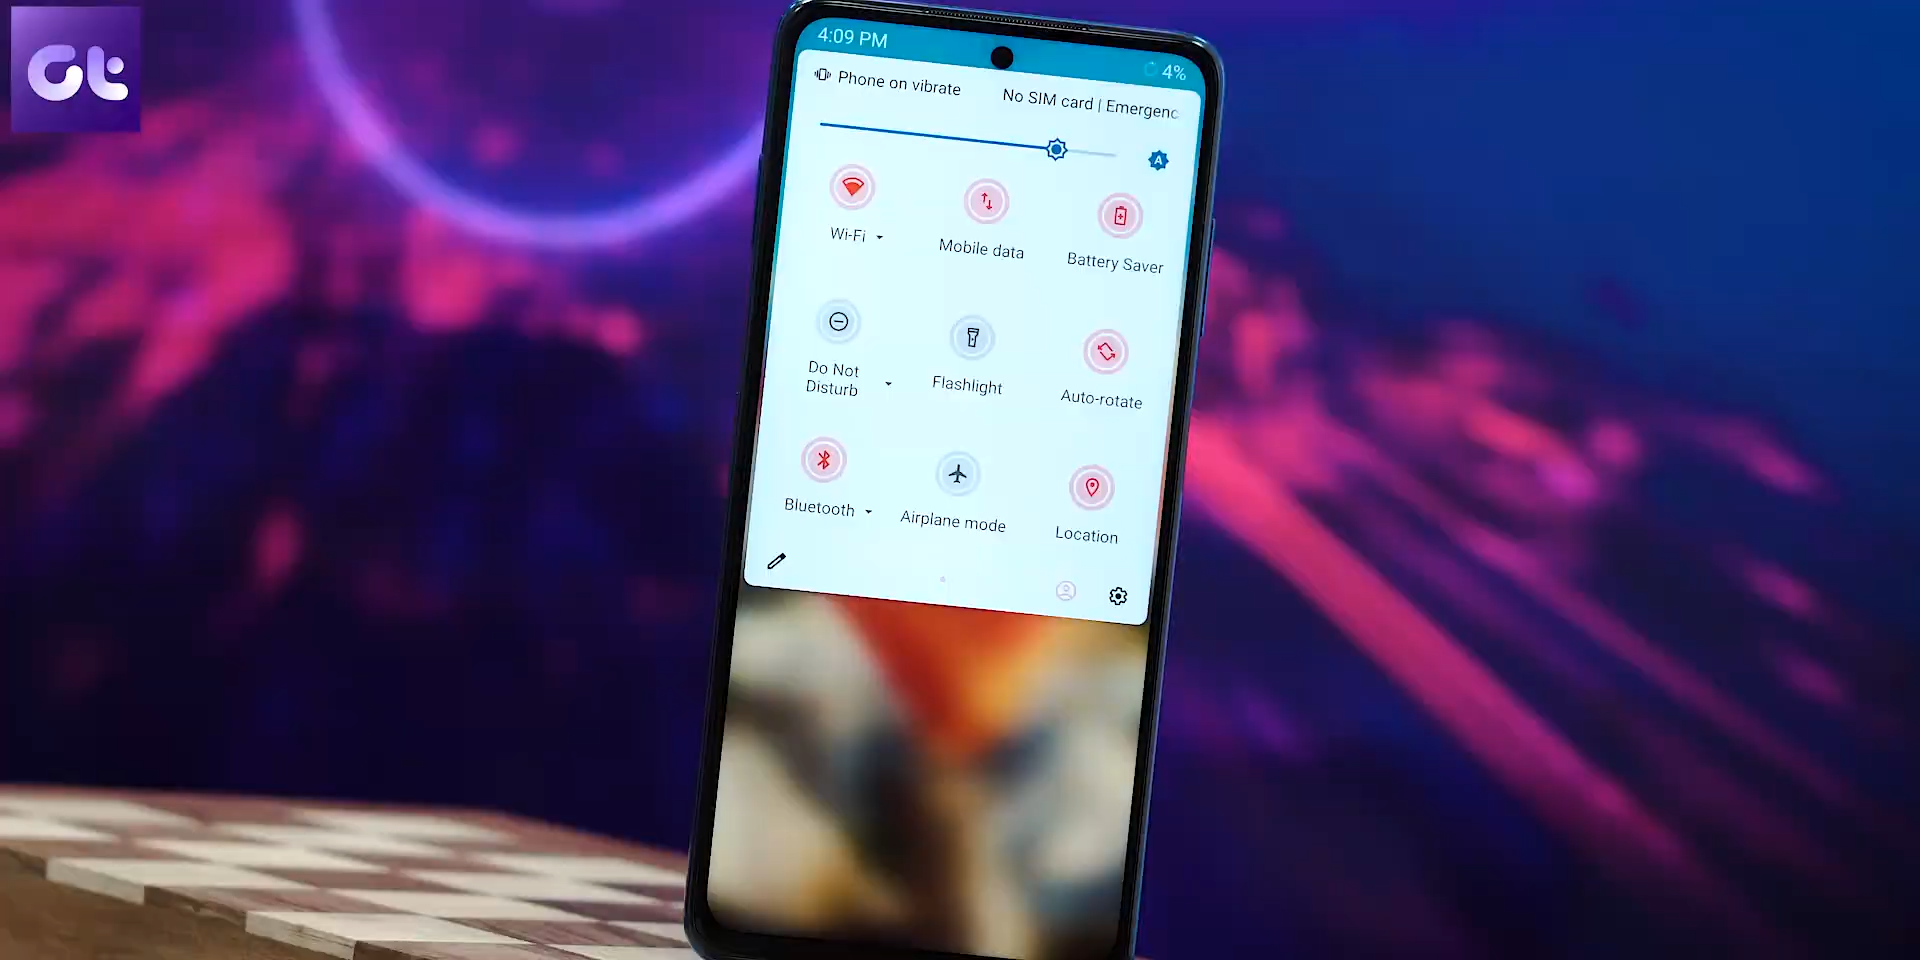 Gt
4:09 PM
4%
Phone on vibrate
No SIM card | Emergenc
A
Wi-Fi
Mobile data
Battery Saver
Do Not
Disturb
Flashlight
Auto-rotate
Bluetooth
Airplane mode
Location